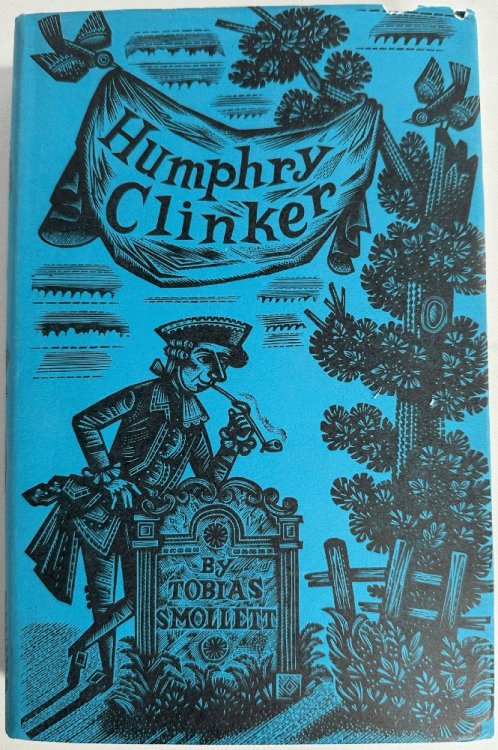 Humphry
Clinker
BY
TOBIAS
SMOLLETT